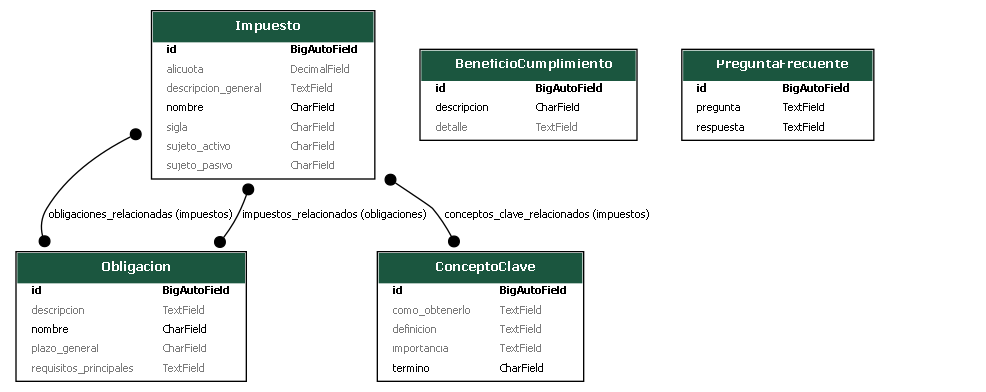 Impuesto
id BigAutoField
alicuota DecimalField
descripcion_general TextField
nombre CharField
sigla CharField
sujeto_activo CharField
sujeto_pasivo CharField
BeneficioCumplimiento
id BigAutoField
descripcion CharField
detalle TextField
PreguntaFrecuente
id BigAutoField
pregunta TextField
respuesta TextField
obligaciones_relacionadas (impuestos)
impuestos_relacionados (obligaciones)
conceptos_clave_relacionados (impuestos)
Obligacion
id BigAutoField
descripcion TextField
nombre CharField
plazo_general CharField
requisitos_principales TextField
ConceptoClave
id BigAutoField
como_obtenerlo TextField
definicion TextField
importancia TextField
termino CharField